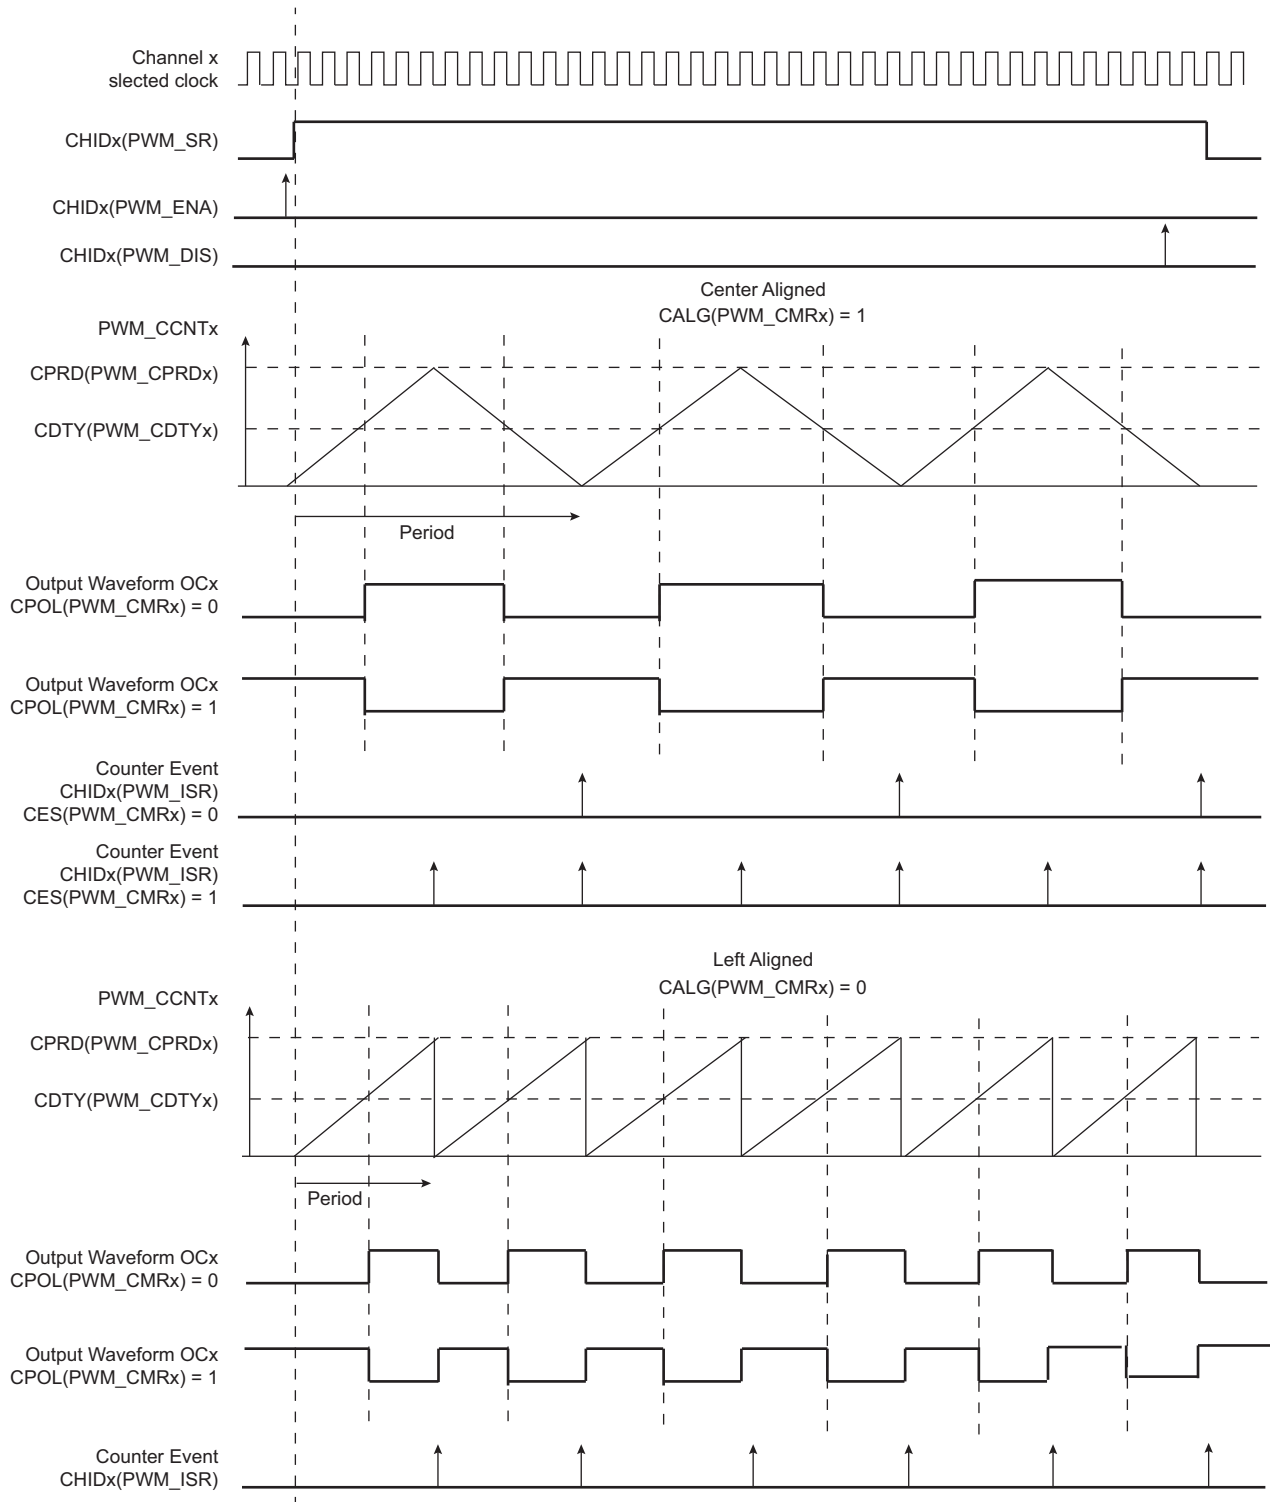 Channel x
slected clock
CHIDx(PWM_SR)
CHIDx(PWM_ENA)
CHIDx(PWM_DIS)
Center Aligned
CALG(PWM_CMRx) = 1
PWM_CCNTx
CPRD(PWM_CPRDx)
CDTY(PWM_CDTYx)
Period
Output Waveform OCx
CPOL(PWM_CMRx) = 0
Output Waveform OCx
CPOL(PWM_CMRx) = 1
Counter Event
CHIDx(PWM_ISR)
CES(PWM_CMRx) = 0
Counter Event
CHIDx(PWM_ISR)
CES(PWM_CMRx) = 1
Left Aligned
CALG(PWM_CMRx) = 0
PWM_CCNTx
CPRD(PWM_CPRDx)
CDTY(PWM_CDTYx)
Period
Output Waveform OCx
CPOL(PWM_CMRx) = 0
Output Waveform OCx
CPOL(PWM_CMRx) = 1
Counter Event
CHIDx(PWM_ISR)